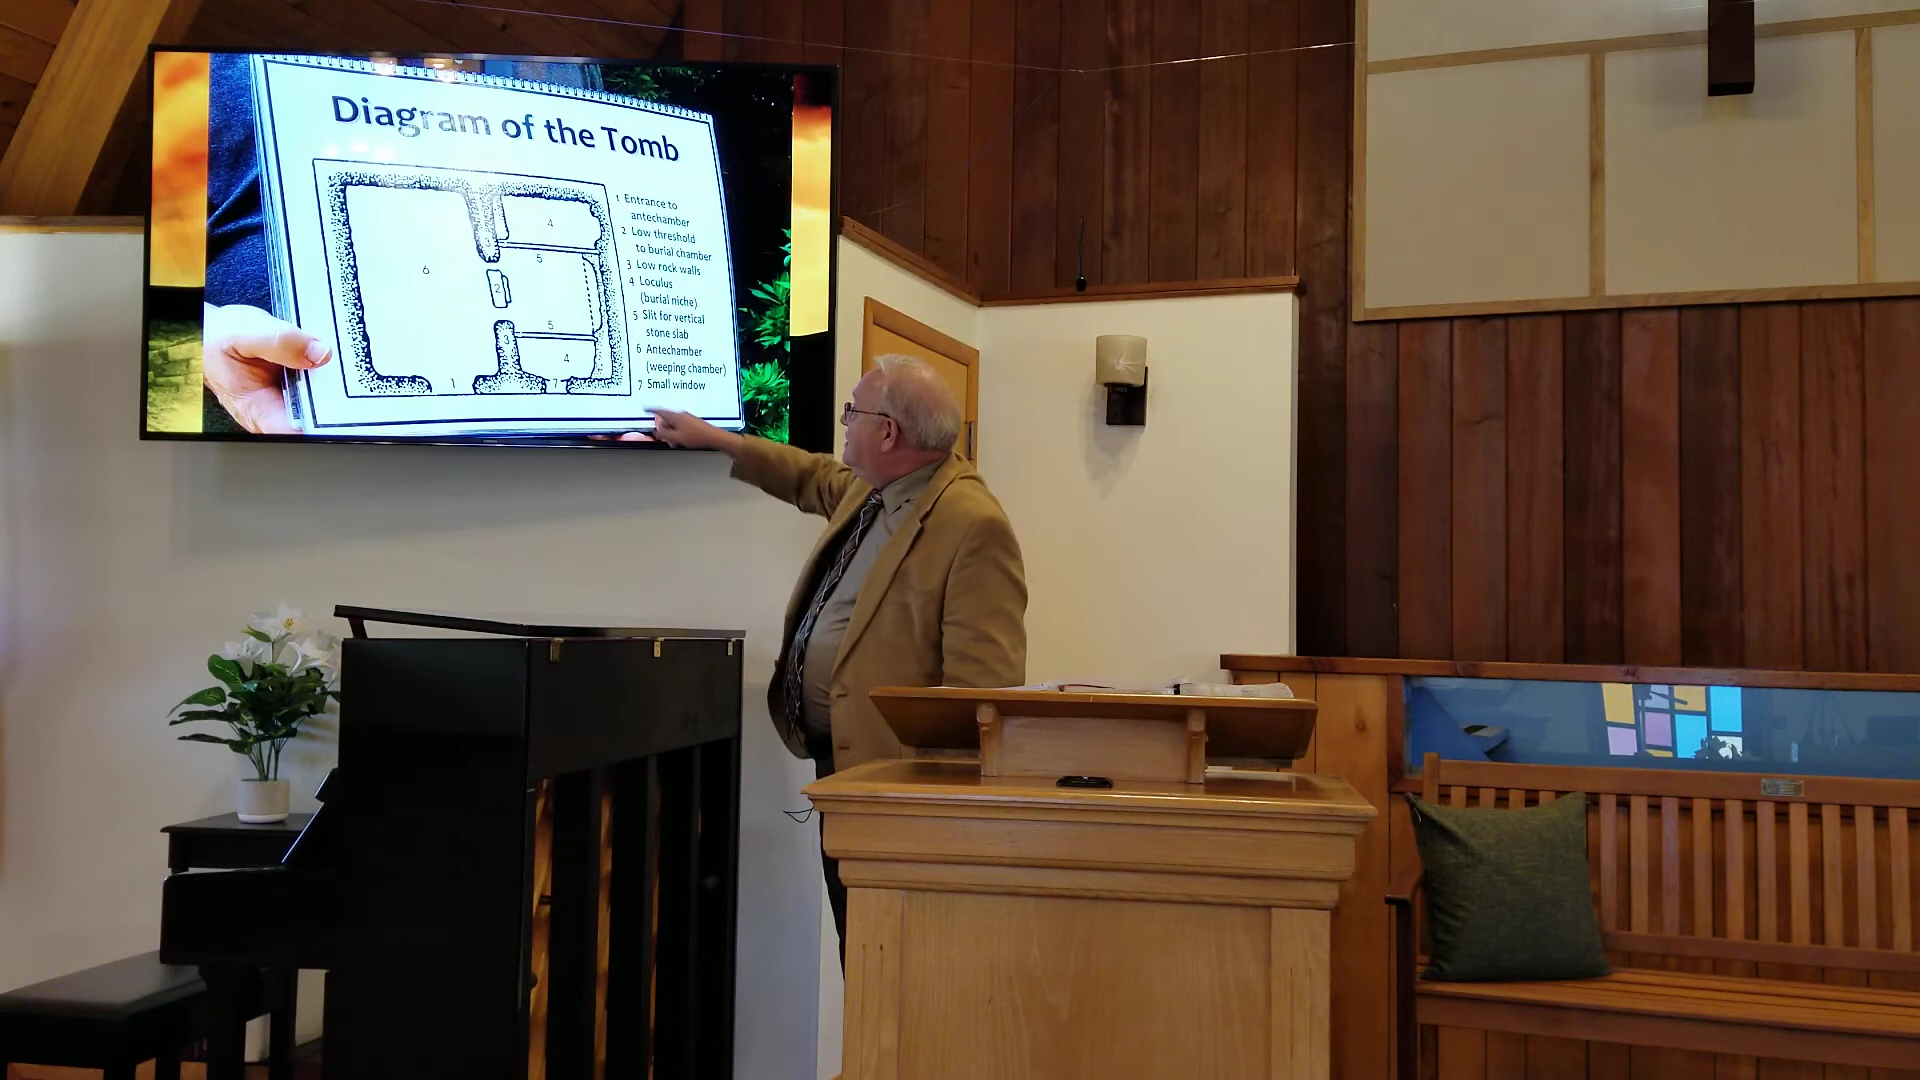 Diagram of the Tomb
1 Entrance to
antechamber
2 Low threshold
to burial chamber
3 Low rock walls
4 Loculus
(burial niche)
5 Slit for vertical
stone slab
6 Antechamber
(weeping chamber)
7 Small window
4
5
6
2
5
3
4
1
7